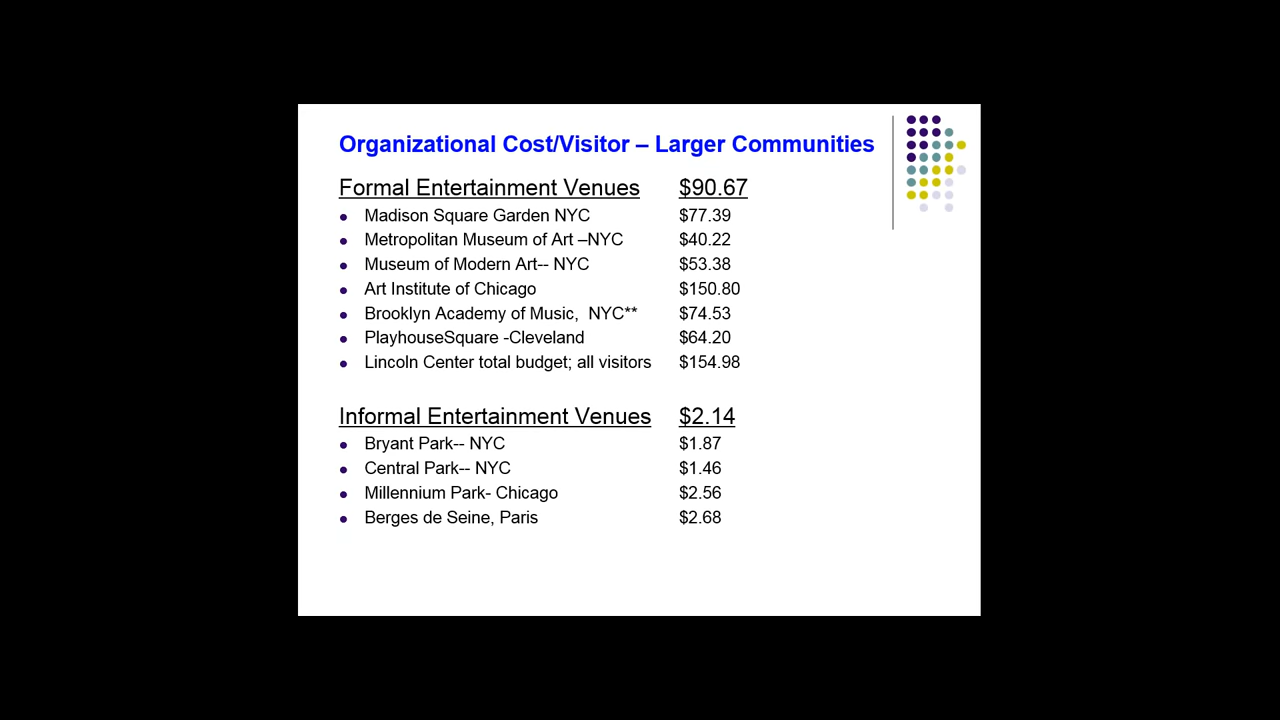 Organizational Cost/Visitor – Larger Communities
Formal Entertainment Venues $90.67
● Madison Square Garden NYC $77.39
● Metropolitan Museum of Art –NYC $40.22
● Museum of Modern Art-- NYC $53.38
● Art Institute of Chicago $150.80
● Brooklyn Academy of Music,  NYC** $74.53
● PlayhouseSquare -Cleveland $64.20
● Lincoln Center total budget; all visitors $154.98
Informal Entertainment Venues $2.14
● Bryant Park-- NYC $1.87
● Central Park-- NYC $1.46
● Millennium Park- Chicago $2.56
● Berges de Seine, Paris $2.68